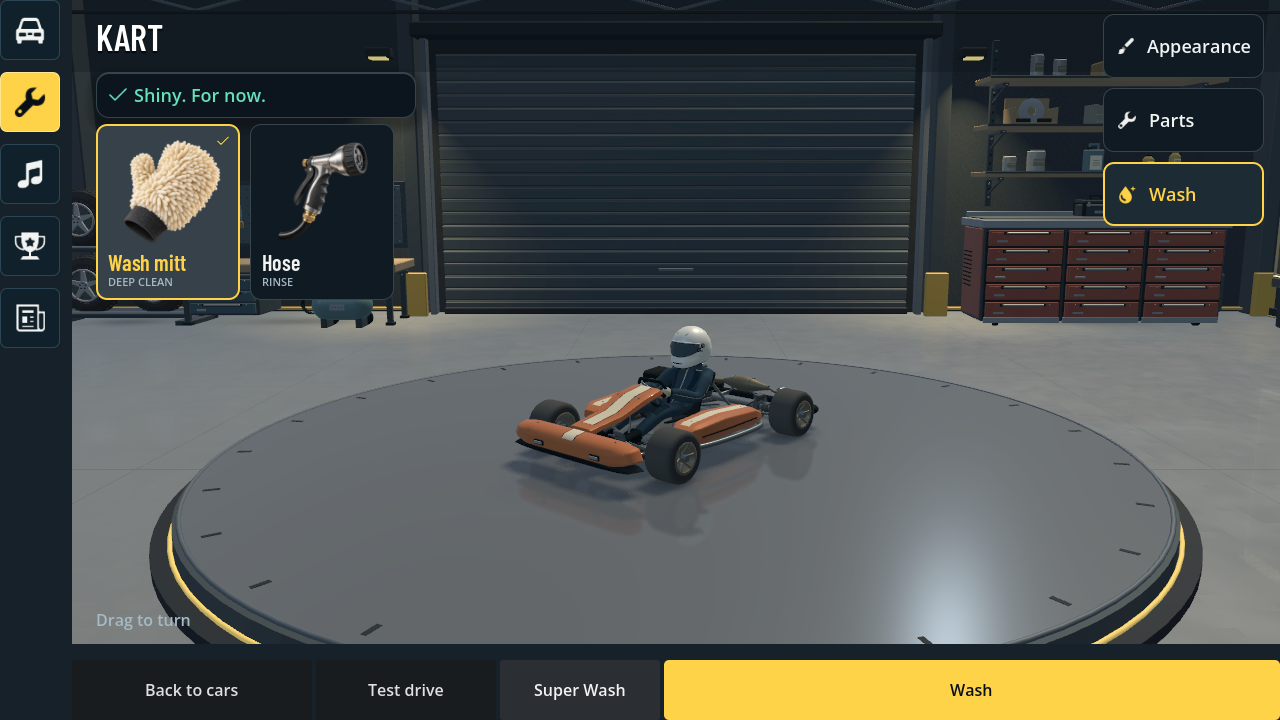 KART
Shiny. For now.
Wash mitt
DEEP CLEAN
Hose
RINSE
Appearance
Parts
Wash
Drag to turn
Back to cars
Test drive
Super Wash
Wash